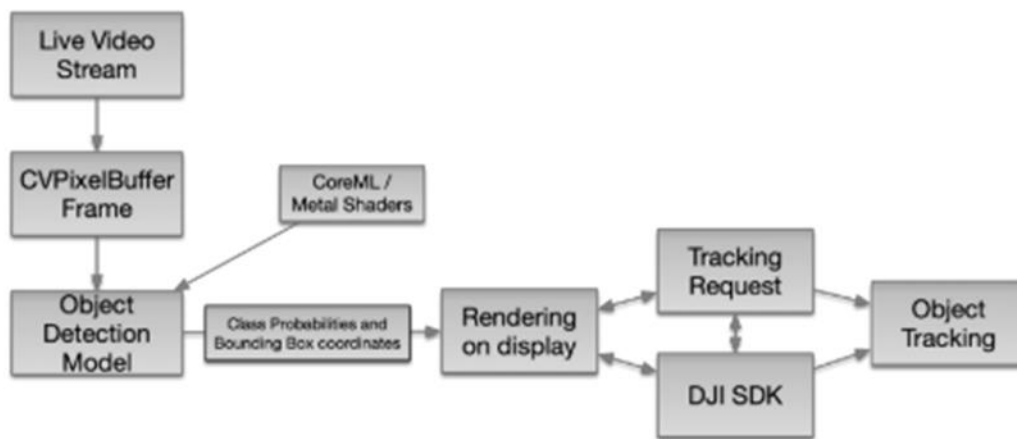 Live Video
Stream
CVPixelBuffer
Frame
CoreML /
Metal Shaders
Object
Detection
Model
Class Probabilities and
Bounding Box coordinates
Rendering
on display
Tracking
Request
DJI SDK
Object
Tracking